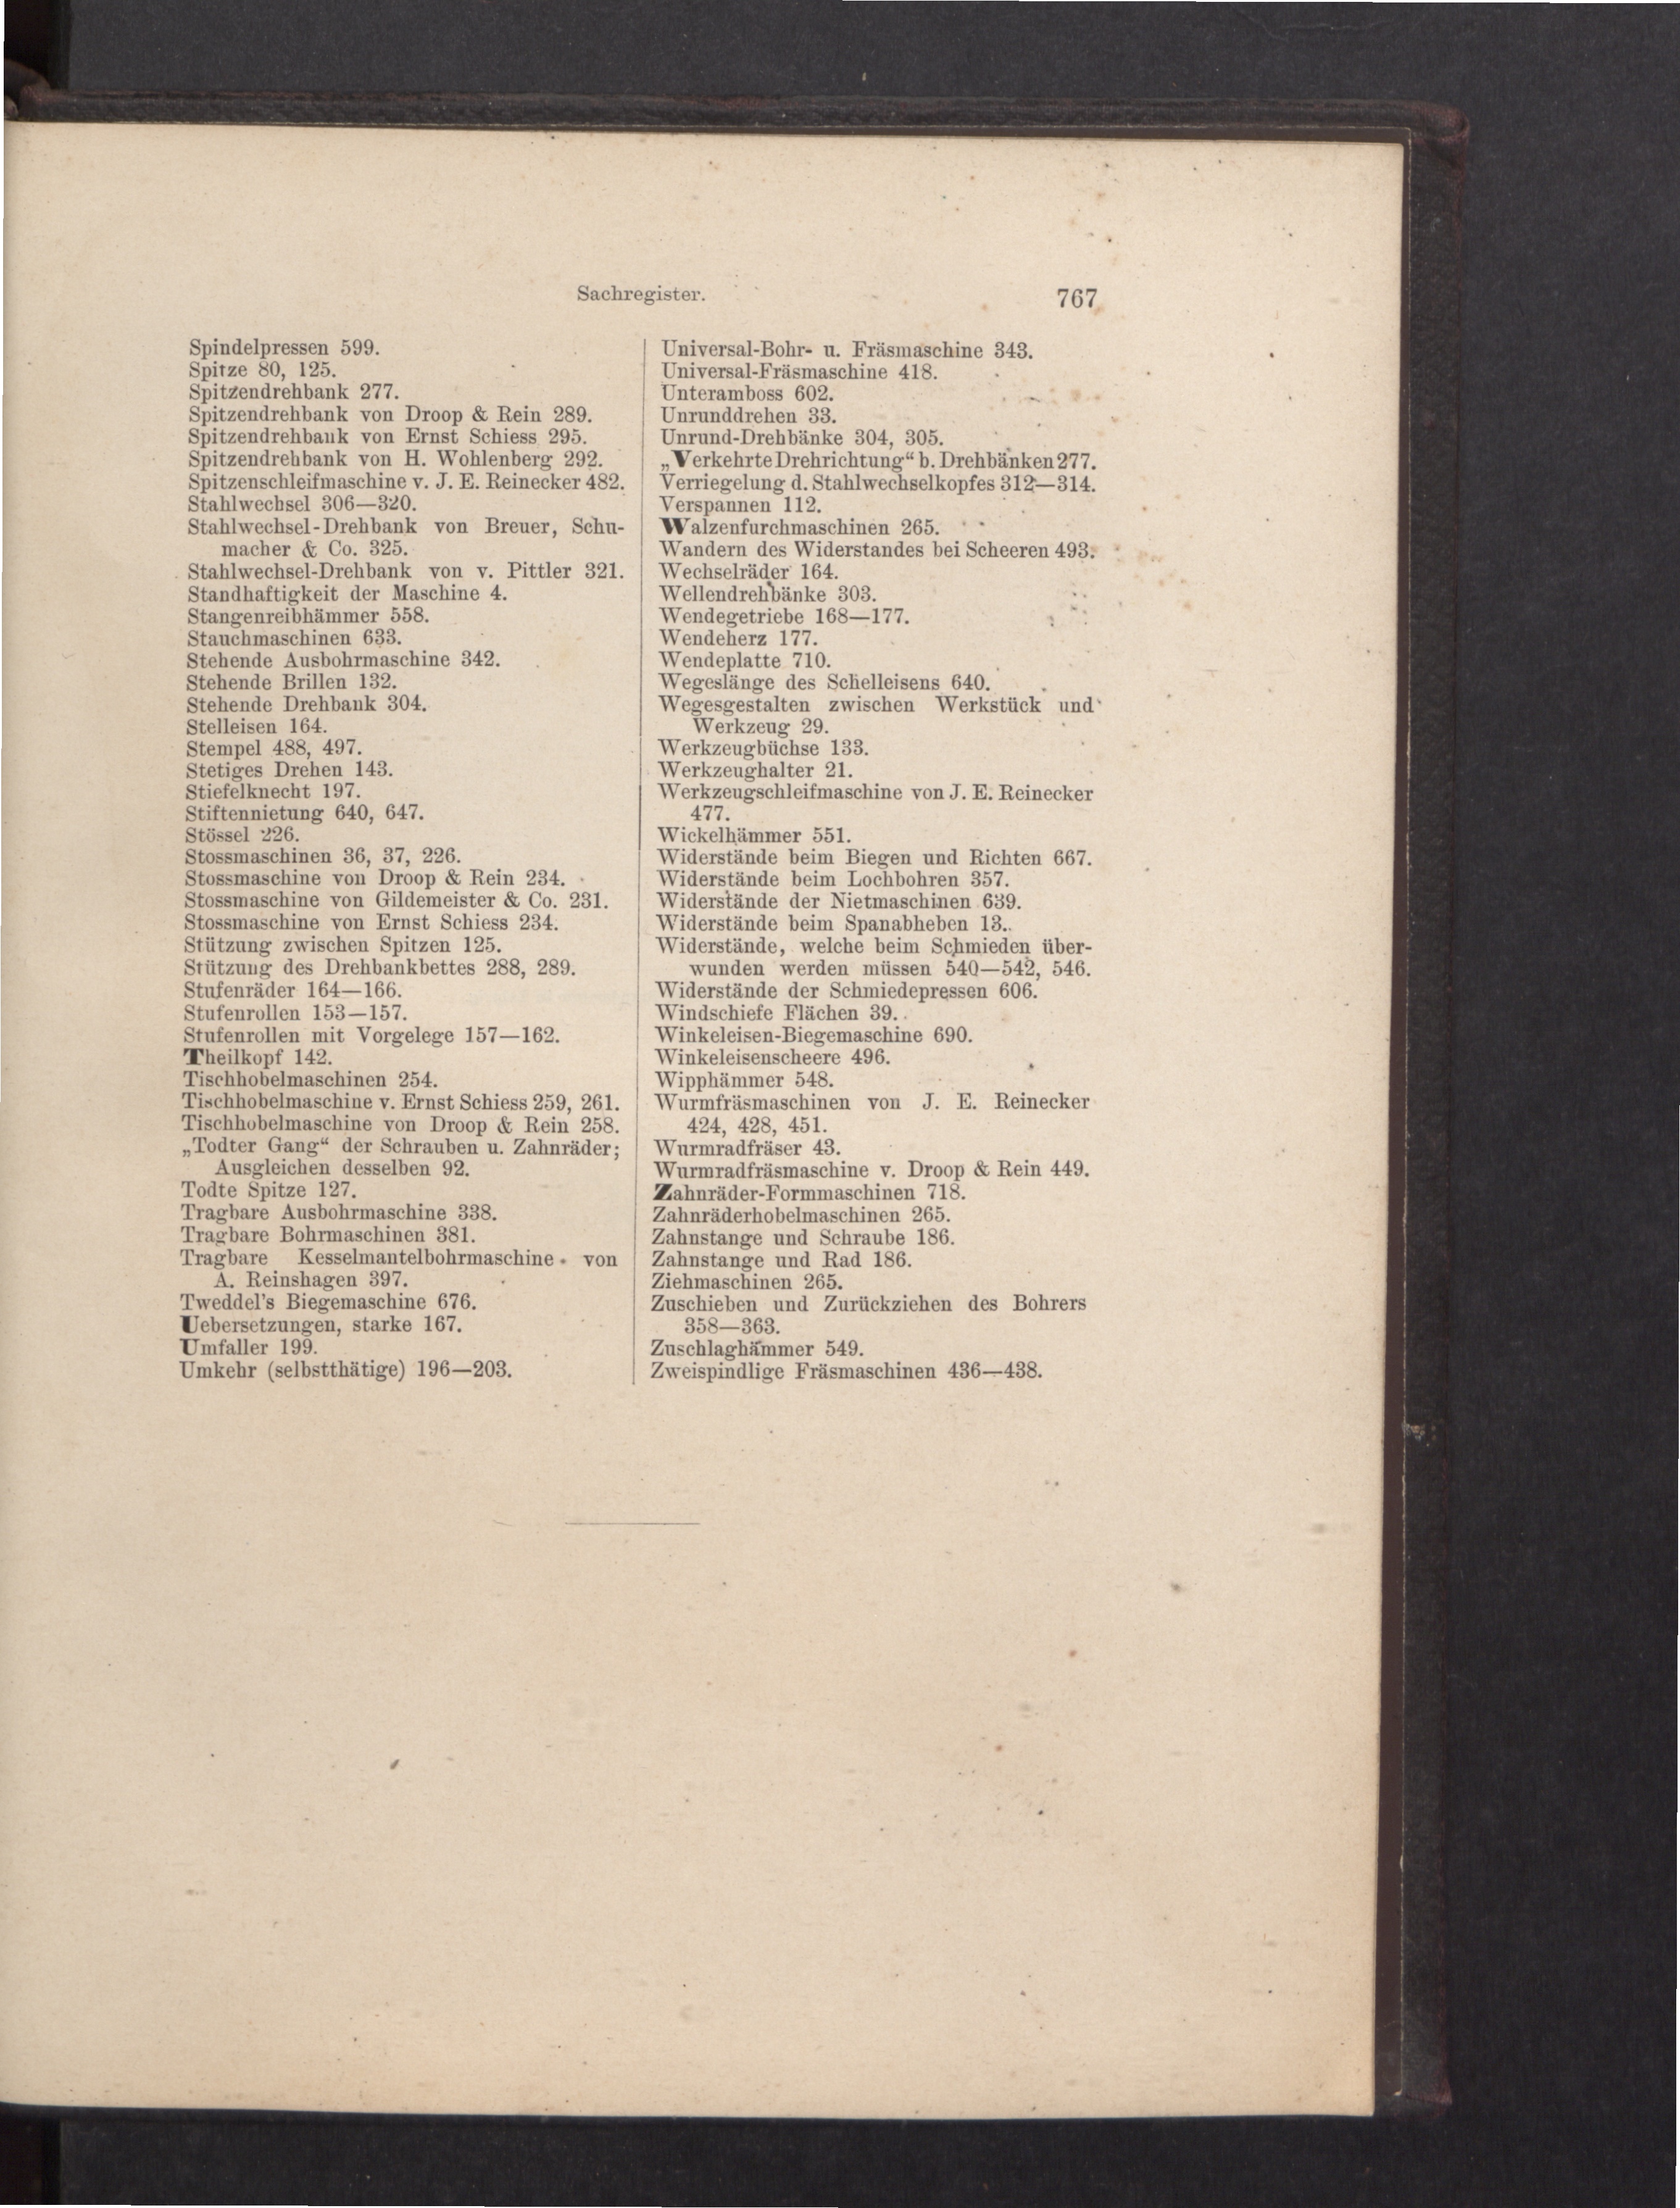 Sachregister.
767
Spindelpressen 599.
Spitze 80, 125.
Spitzendrehbank 277.
Spitzendrehbank von Droop & Rein 289.
Spitzendrehbank von Ernst Schiess 295.
Spitzendrehbank von H. Wohlenberg 292.
Spitzenschleifmaschine v. J. E. Reinecker 482.
Stahlwechsel 306—320.
Stahlwechsel-Drehbank von Breuer, Schu-
macher & Co. 325.
Stahlwechsel-Drehbank von v. Pittler 321.
Standhaftigkeit der Maschine 4.
Stangenreibhämmer 558.
Stauchmaschinen 633.
Stehende Ausbohrmaschine 342.
Stehende Brillen 132.
Stehende Drehbank 304.
Stelleisen 164.
Stempel 488, 497.
Stetiges Drehen 143.
Stiefelknecht 197.
Stiftennietung 640, 647.
Stössel 226.
Stossmaschinen 36, 37, 226.
Stossmaschine von Droop & Rein 234.
Stossmaschine von Gildemeister & Co. 231.
Stossmaschine von Ernst Schiess 234.
Stützung zwischen Spitzen 125.
Stützung des Drehbankbettes 288, 289.
Stufenräder 164—166.
Stufenrollen 153—157.
Stufenrollen mit Vorgelege 157—162.
Theilkopf 142.
Tischhobelmaschinen 254.
Tischhobelmaschine v. Ernst Schiess 259, 261.
Tischhobelmaschine von Droop & Rein 258.
„Todter Gang“ der Schrauben u. Zahnräder;
Ausgleichen desselben 92.
Todte Spitze 127.
Tragbare Ausbohrmaschine 338.
Tragbare Bohrmaschinen 381.
Tragbare Kesselmantelbohrmaschine von
A. Reinshagen 397.
Tweddel's Biegemaschine 676.
Uebersetzungen, starke 167.
Umfaller 199.
Umkehr (selbstthätige) 196—203.
Universal-Bohr- u. Fräsmaschine 343.
Universal-Fräsmaschine 418.
Unteramboss 602.
Unrunddrehen 33.
Unrund-Drehbänke 304, 305.
„Verkehrte Drehrichtung“ b. Drehbänken 277.
Verriegelung d. Stahlwechselkopfes 312—314.
Verspannen 112.
Walzenfurchmaschinen 265.
Wandern des Widerstandes bei Scheeren 493.
Wechselräder 164.
Wellendrehbänke 303.
Wendegetriebe 168—177.
Wendeherz 177.
Wendeplatte 710.
Wegeslänge des Schelleisens 640.
Wegesgestalten zwischen Werkstück und
Werkzeug 29.
Werkzeugbüchse 133.
Werkzeughalter 21.
Werkzeugschleifmaschine von J. E. Reinecker
477.
Wickelhämmer 551.
Widerstände beim Biegen und Richten 667.
Widerstände beim Lochbohren 357.
Widerstände der Nietmaschinen 639.
Widerstände beim Spanabheben 13.
Widerstände, welche beim Schmieden über-
wunden werden müssen 540—542, 546.
Widerstände der Schmiedepressen 606.
Windschiefe Flächen 39.
Winkeleisen-Biegemaschine 690.
Winkeleisenscheere 496.
Wipphämmer 548.
Wurmfräsmaschinen von J. E. Reinecker
424, 428, 451.
Wurmradfräser 43.
Wurmradfräsmaschine v. Droop & Rein 449.
Zahnräder-Formmaschinen 718.
Zahnräderhobelmaschinen 265.
Zahnstange und Schraube 186.
Zahnstange und Rad 186.
Ziehmaschinen 265.
Zuschieben und Zurückziehen des Bohrers
358—363.
Zuschlaghämmer 549.
Zweispindlige Fräsmaschinen 436—438.